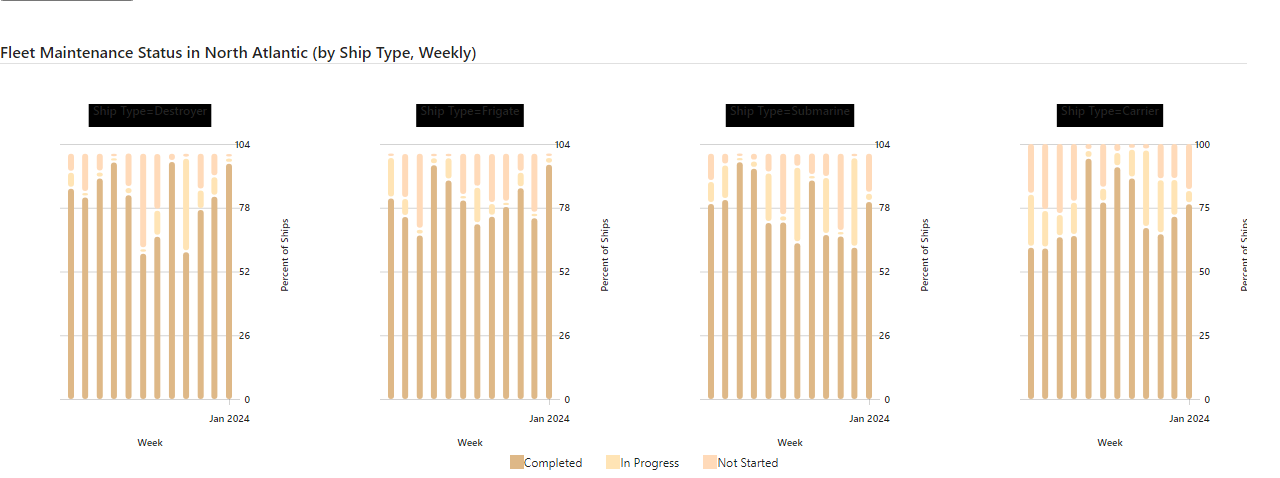 Fleet Maintenance Status in North Atlantic (by Ship Type, Weekly)
Ship Type=Destroyer
104
78
52
26
0
Percent of Ships
Jan 2024
Week
Ship Type=Frigate
104
78
52
26
0
Percent of Ships
Jan 2024
Week
Ship Type=Submarine
104
78
52
26
0
Percent of Ships
Jan 2024
Week
Ship Type=Carrier
100
75
50
25
0
Percent of Ships
Jan 2024
Week
Completed
In Progress
Not Started